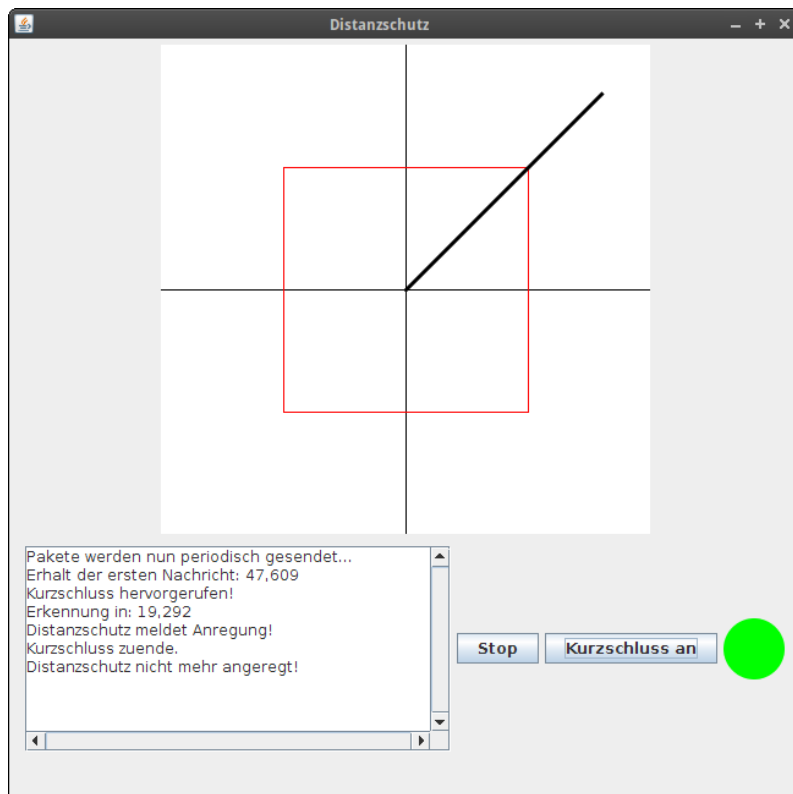 Distanzschutz
Pakete werden nun periodisch gesendet...
Erhalt der ersten Nachricht: 47,609
Kurzschluss hervorgerufen!
Erkennung in: 19,292
Distanzschutz meldet Anregung!
Kurzschluss zuende.
Distanzschutz nicht mehr angeregt!
Stop
Kurzschluss an